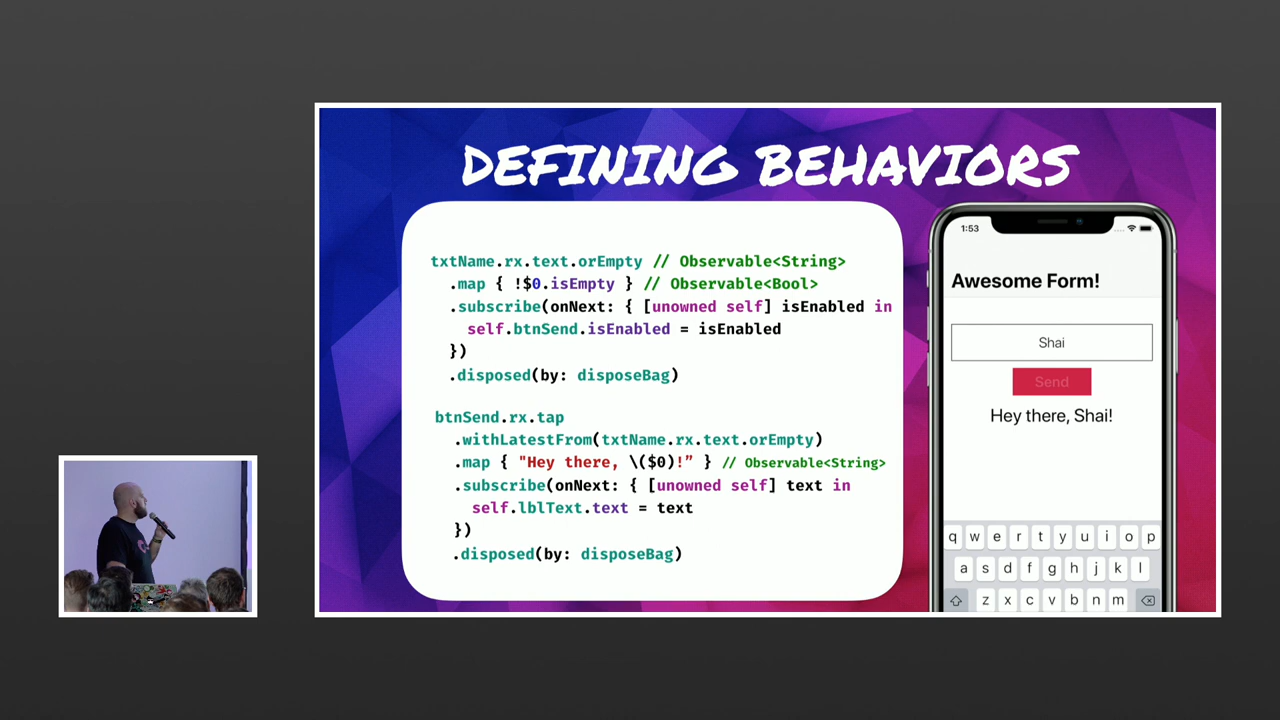 DEFINING BEHAVIORS
txtName.rx.text.orEmpty // Observable<String>
.map { !$0.isEmpty } // Observable<Bool>
.subscribe(onNext: { [unowned self] isEnabled in
self.btnSend.isEnabled = isEnabled
})
.disposed(by: disposeBag)
btnSend.rx.tap
.withLatestFrom(txtName.rx.text.orEmpty)
.map { "Hey there, \($0)!” } // Observable<String>
.subscribe(onNext: { [unowned self] text in
self.lblText.text = text
})
.disposed(by: disposeBag)
1:53
Awesome Form!
Shai
Send
Hey there, Shai!
q w e r t y u i o p
a s d f g h j k l
z x c v b n m